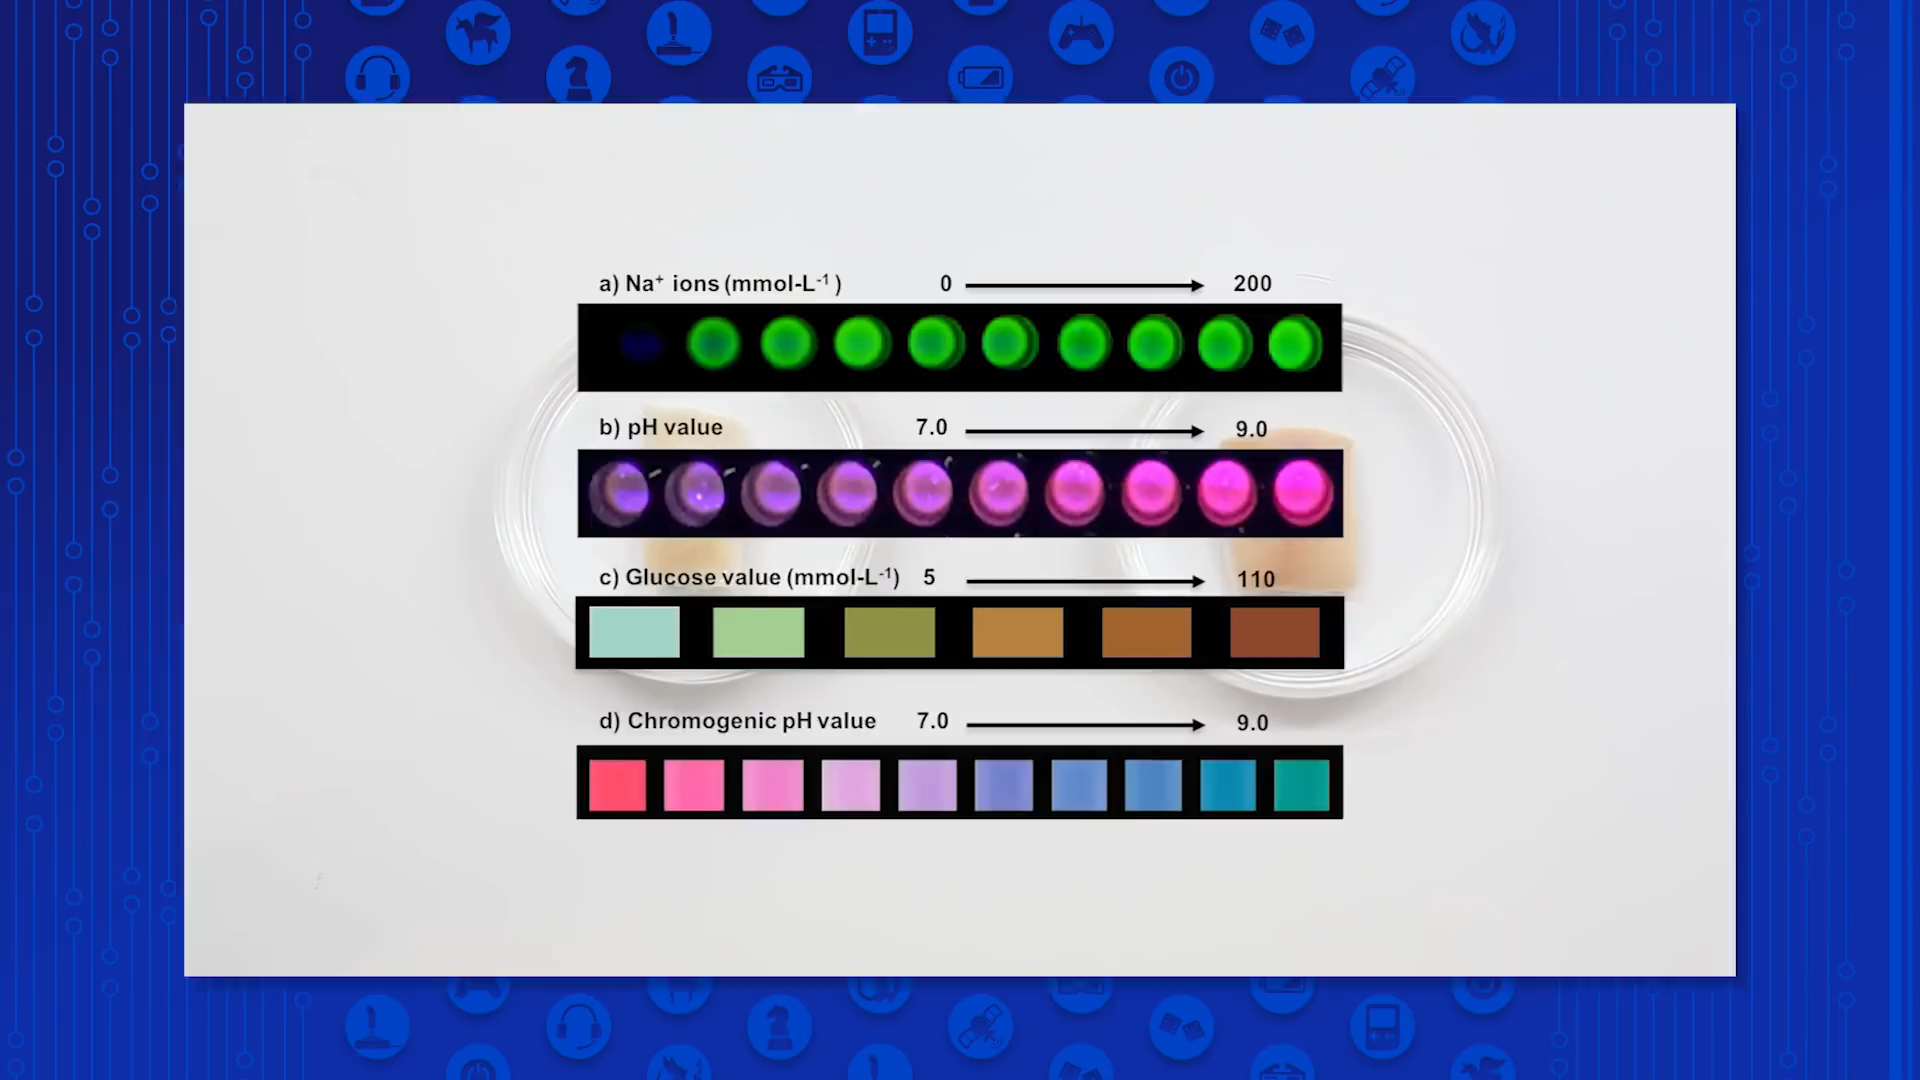 a) Na⁺ ions (mmol-L⁻¹ ) 0 200
b) pH value 7.0 9.0
c) Glucose value (mmol-L⁻¹) 5 110
d) Chromogenic pH value 7.0 9.0